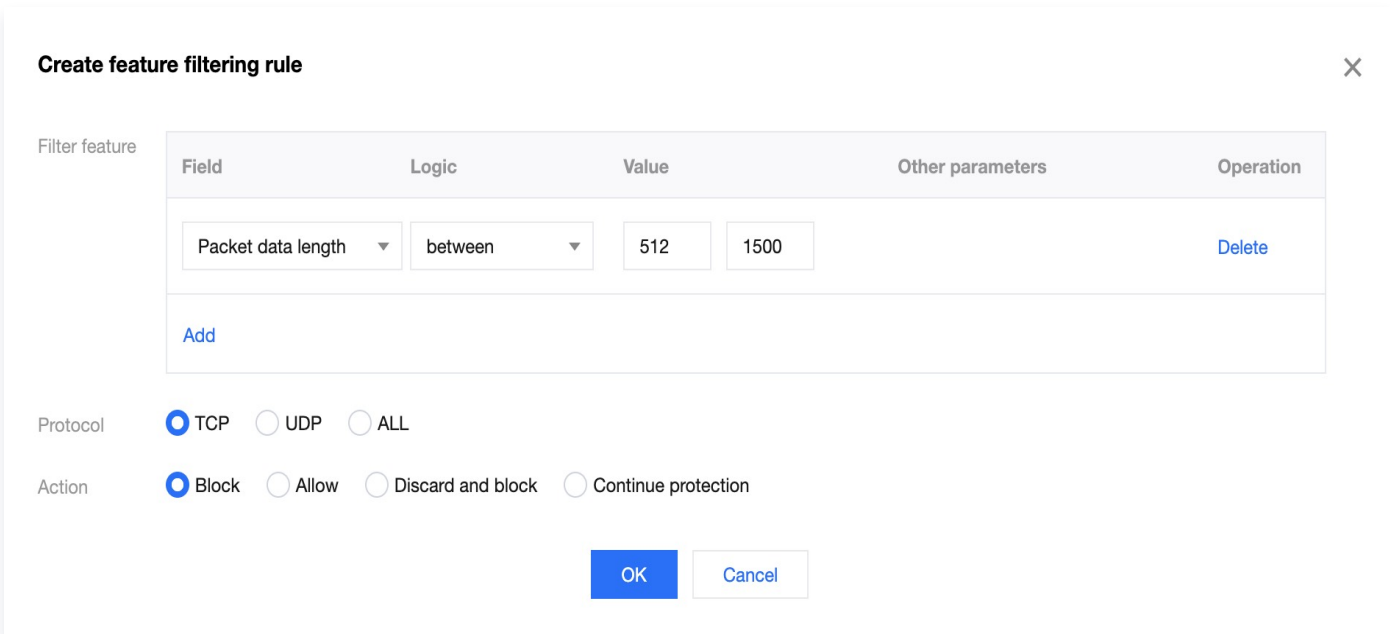 Create feature filtering rule
Filter feature
Field Logic Value Other parameters Operation
Packet data length between 512 1500 Delete
Add
Protocol TCP UDP ALL
Action Block Allow Discard and block Continue protection
OK Cancel